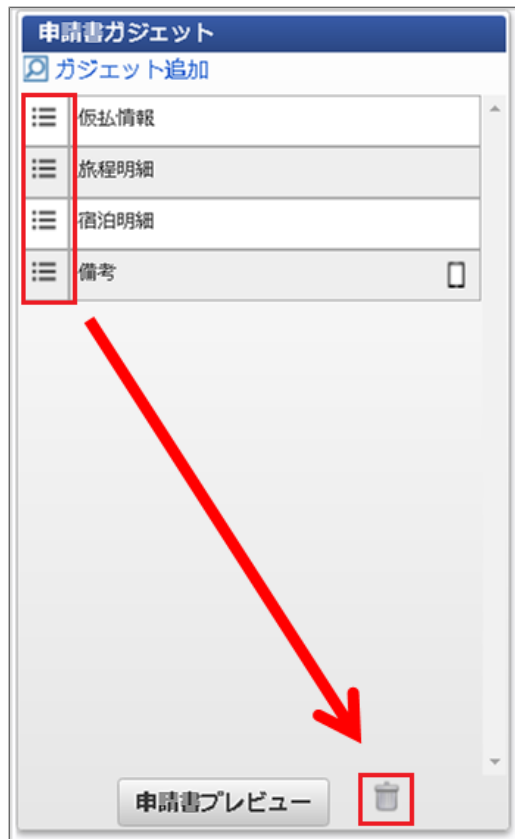 申請書ガジェット
ガジェット追加
仮払情報
旅程明細
宿泊明細
備考
申請書プレビュー